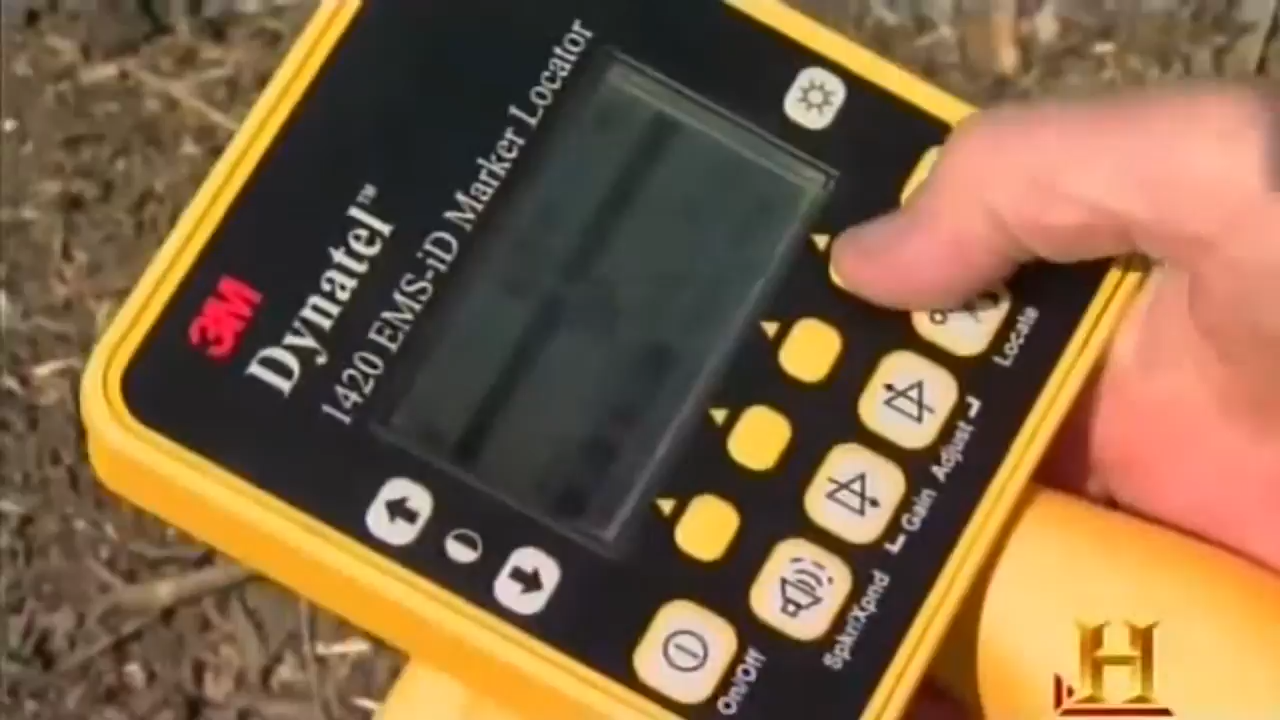 3M
Dynatel™
1420 EMS-iD Marker Locator
On/Off
Spkr/Xpnd
Gain Adjust
Locate
H